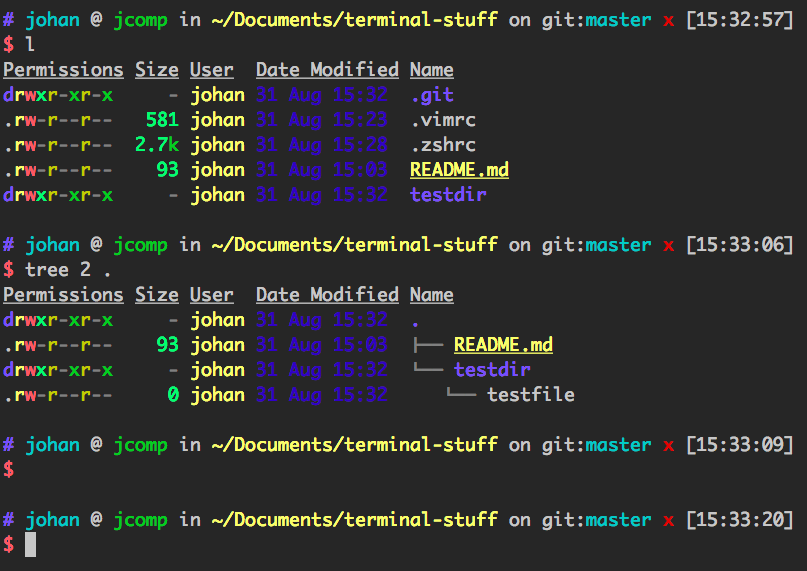 # johan @ jcomp in ~/Documents/terminal-stuff on git:master x [15:32:57]
$ l
Permissions Size User  Date Modified Name
drwxr-xr-x     - johan 31 Aug 15:32  .git
.rw-r--r--   581 johan 31 Aug 15:23  .vimrc
.rw-r--r--  2.7k johan 31 Aug 15:28  .zshrc
.rw-r--r--    93 johan 31 Aug 15:03  README.md
drwxr-xr-x     - johan 31 Aug 15:32  testdir
# johan @ jcomp in ~/Documents/terminal-stuff on git:master x [15:33:06]
$ tree 2 .
Permissions Size User  Date Modified Name
drwxr-xr-x     - johan 31 Aug 15:32  .
.rw-r--r--    93 johan 31 Aug 15:03  ├── README.md
drwxr-xr-x     - johan 31 Aug 15:32  └── testdir
.rw-r--r--     0 johan 31 Aug 15:32     └── testfile
# johan @ jcomp in ~/Documents/terminal-stuff on git:master x [15:33:09]
$
# johan @ jcomp in ~/Documents/terminal-stuff on git:master x [15:33:20]
$